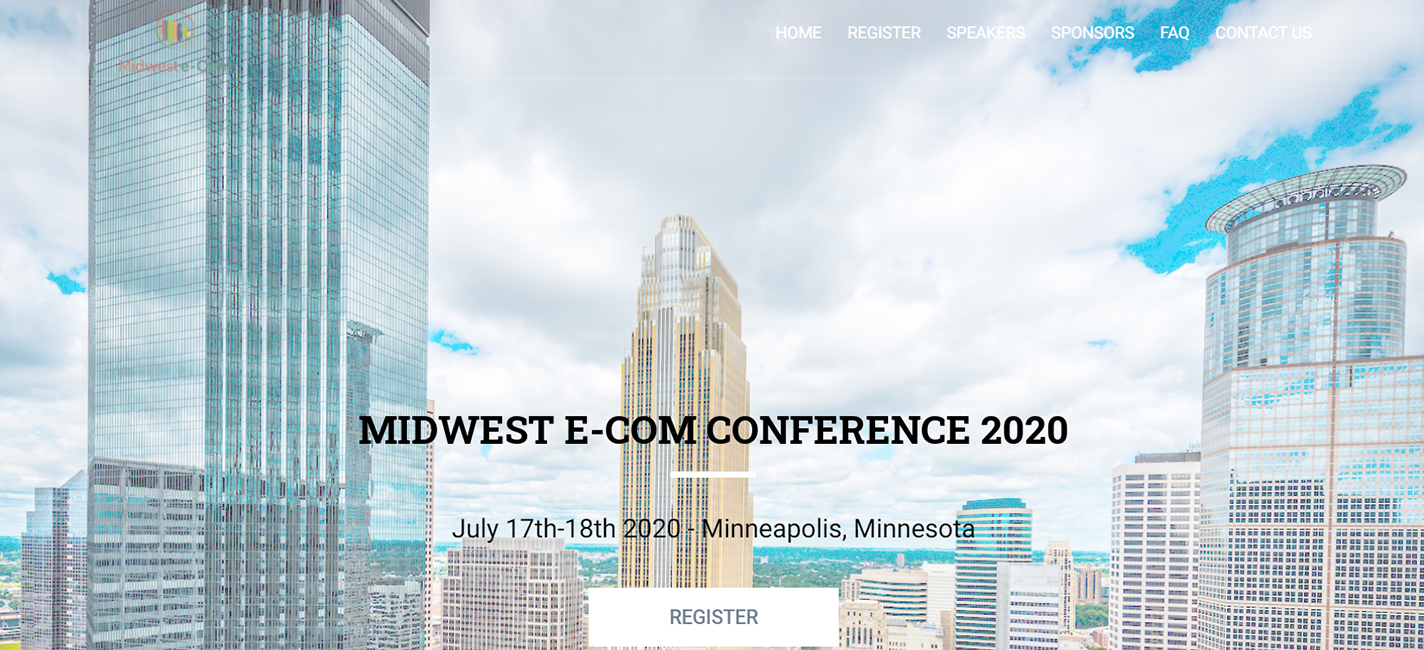 Midwest e-Com
HOME REGISTER SPEAKERS SPONSORS FAQ CONTACT US
MIDWEST E-COM CONFERENCE 2020
July 17th-18th 2020 - Minneapolis, Minnesota
REGISTER